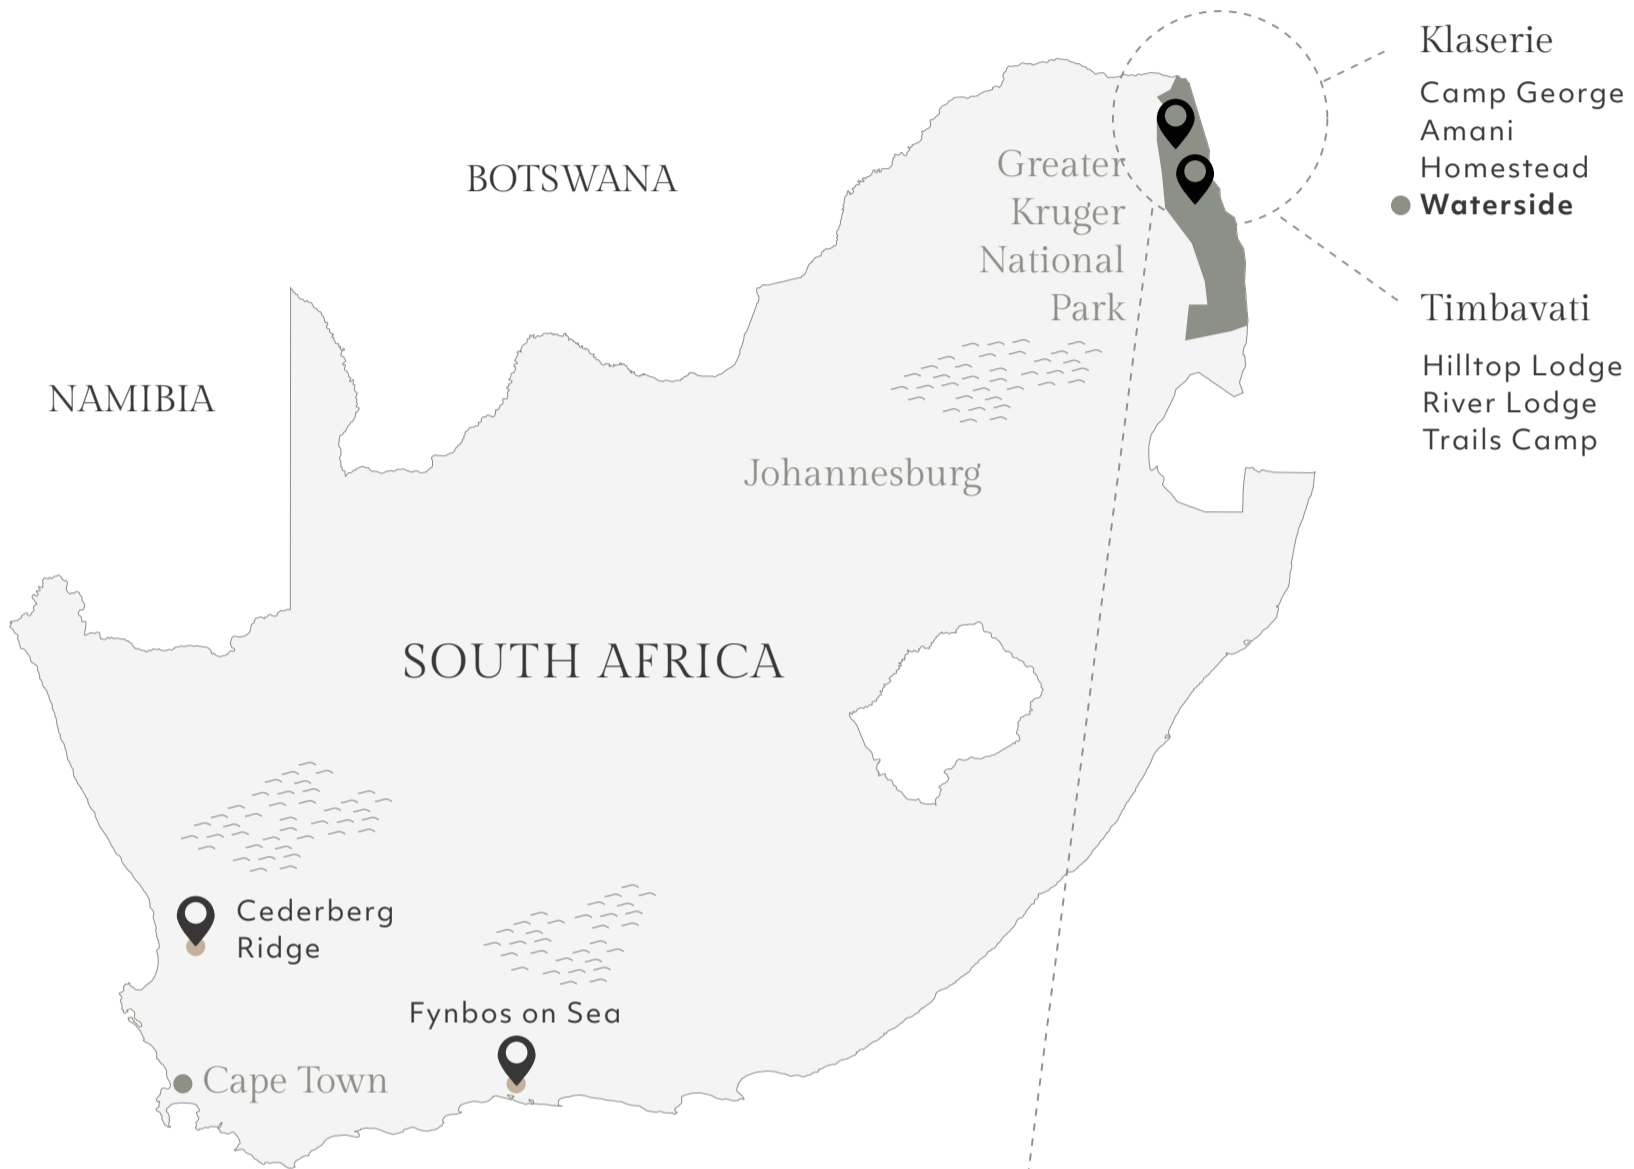 Klaserie
Camp George
Amani
Homestead
Waterside
BOTSWANA
Greater
Kruger
National
Park
Timbavati
Hilltop Lodge
River Lodge
Trails Camp
NAMIBIA
Johannesburg
SOUTH AFRICA
Cederberg
Ridge
Fynbos on Sea
Cape Town